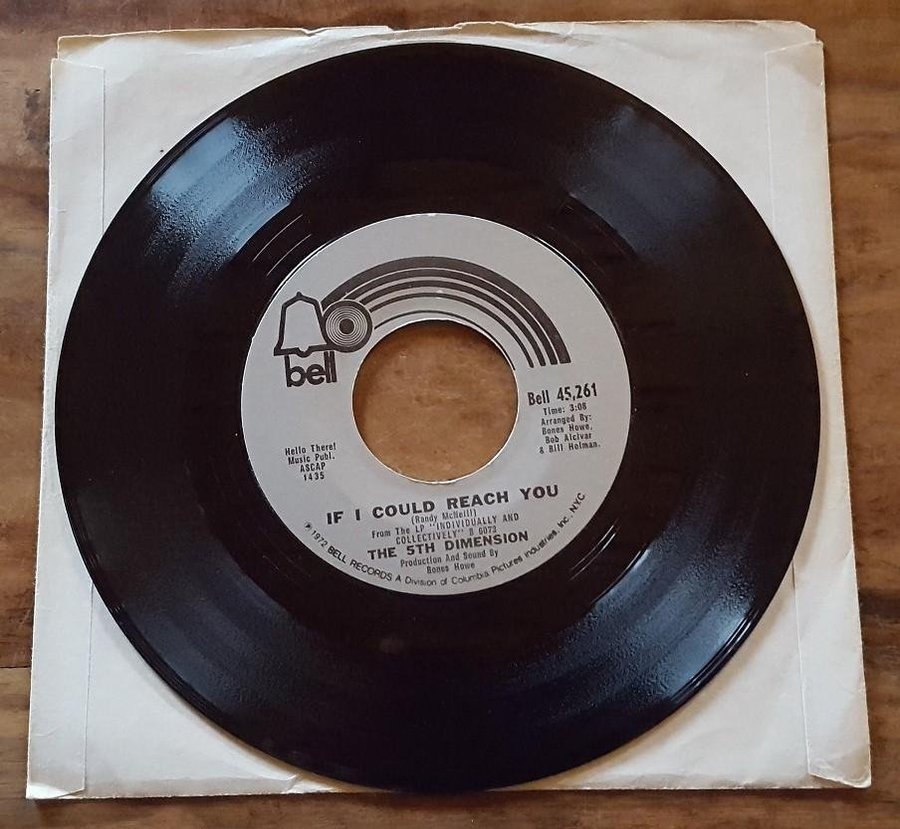 bell
Bell 45,261
Time: 3:08
Arranged By:
Bones Howe,
Bob Alcivar
& Bill Holman.
Hello There!
Music Publ.
ASCAP
1435
IF I COULD REACH YOU
(Randy McNeill)
From The LP "INDIVIDUALLY AND
COLLECTIVELY" B 6073
THE 5TH DIMENSION
Production And Sound By
Bones Howe
℗1972 BELL RECORDS A Division of Columbia Pictures Industries, Inc. NYC